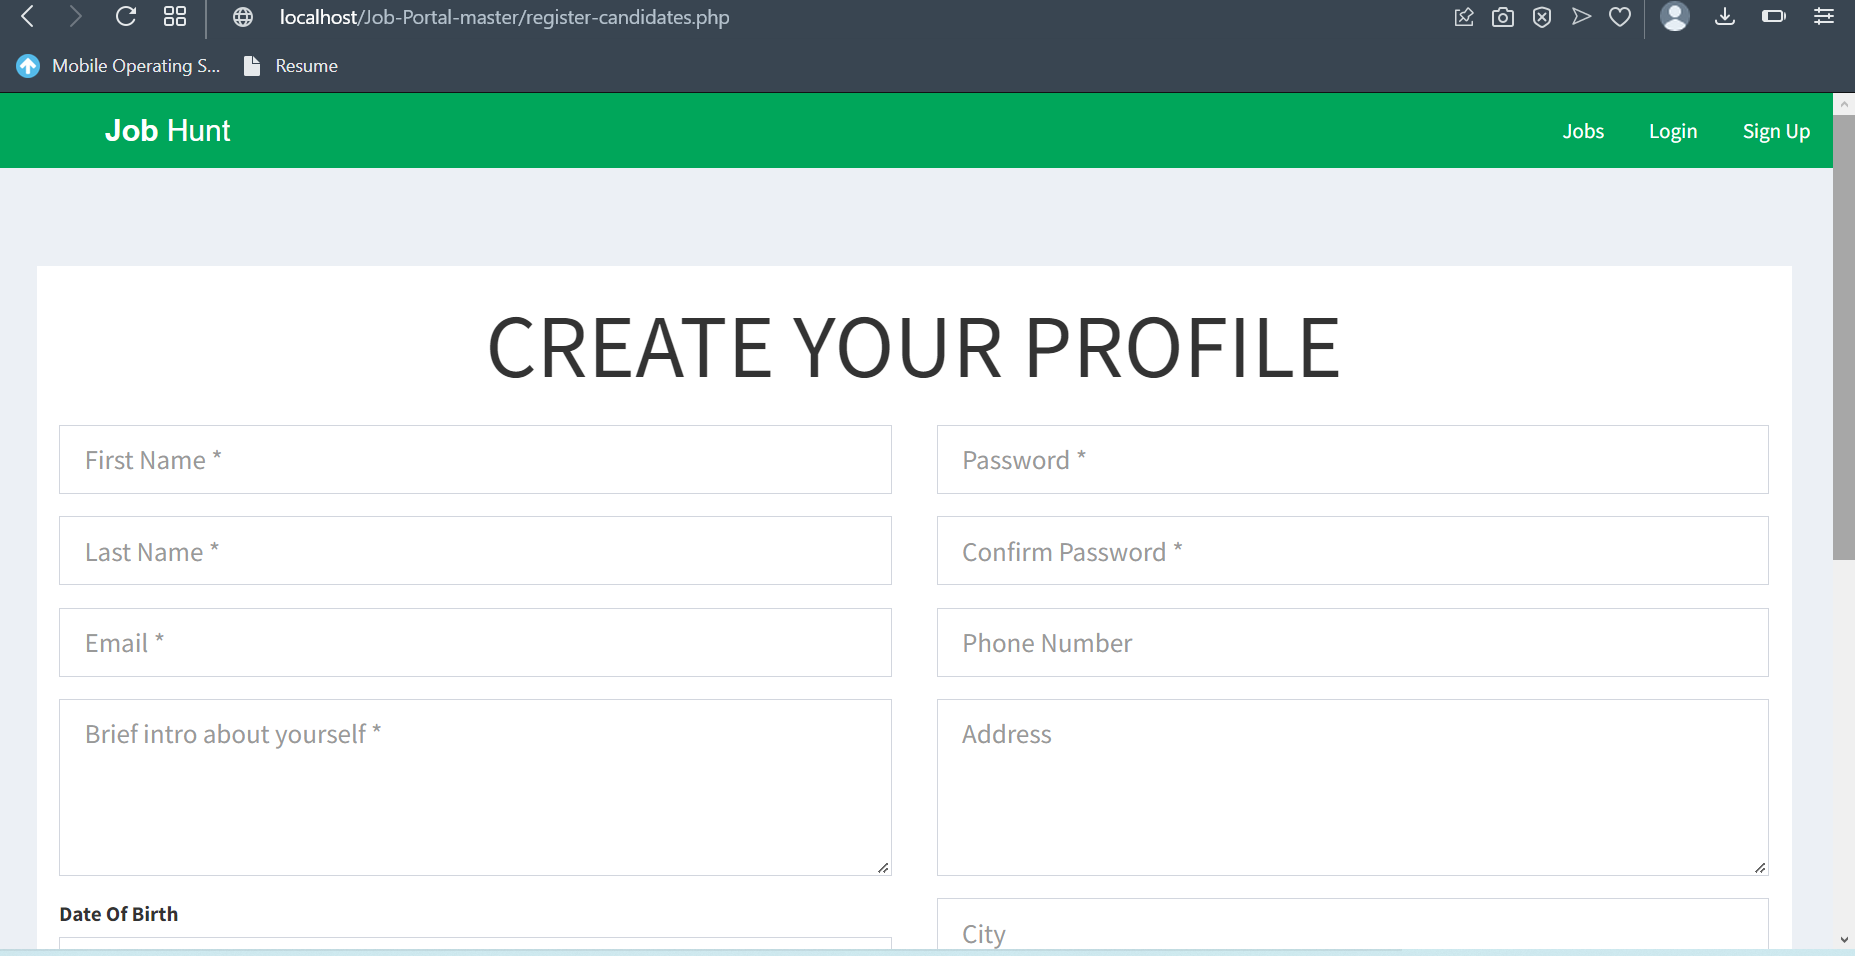 localhost/Job-Portal-master/register-candidates.php
Mobile Operating S... Resume
Job Hunt
Jobs Login Sign Up
CREATE YOUR PROFILE
First Name *
Password *
Last Name *
Confirm Password *
Email *
Phone Number
Brief intro about yourself *
Address
Date Of Birth
City